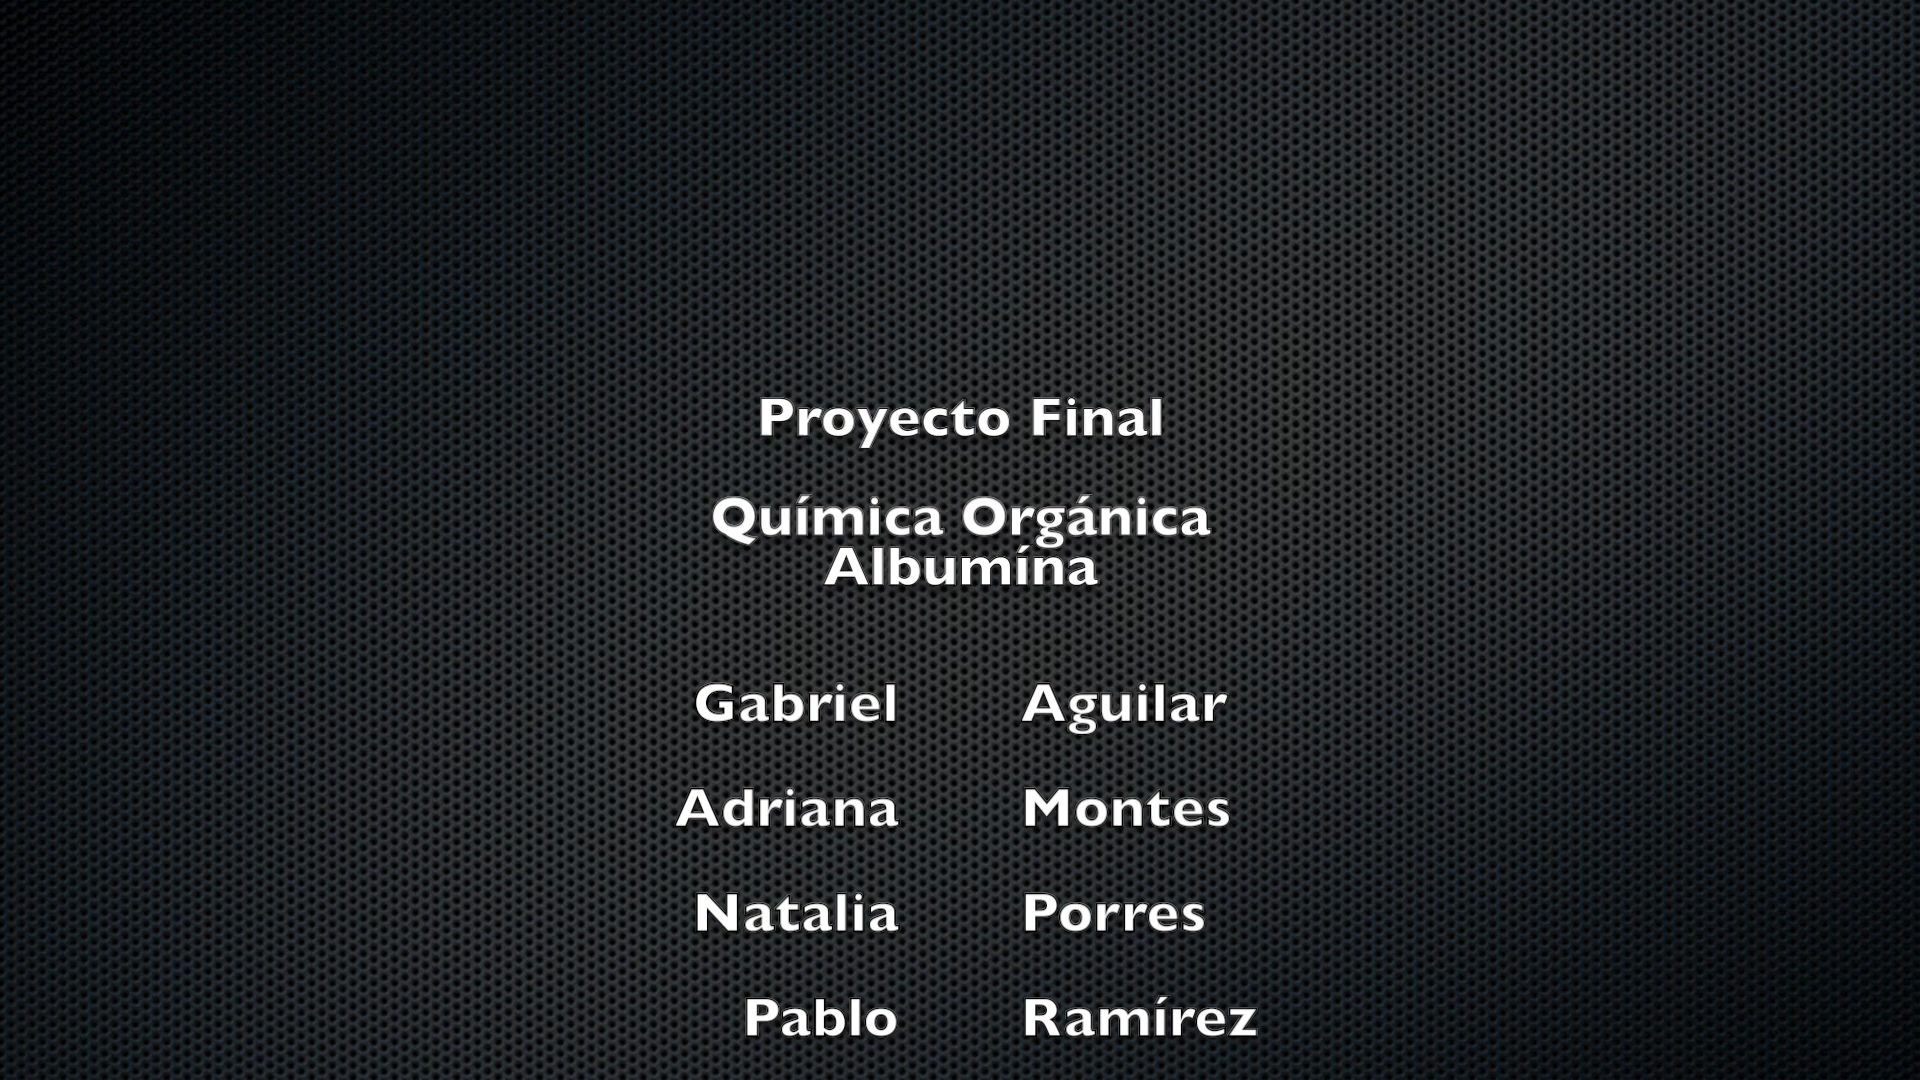 Proyecto Final
Química Orgánica
Albumína
Gabriel Aguilar
Adriana Montes
Natalia Porres
Pablo Ramírez